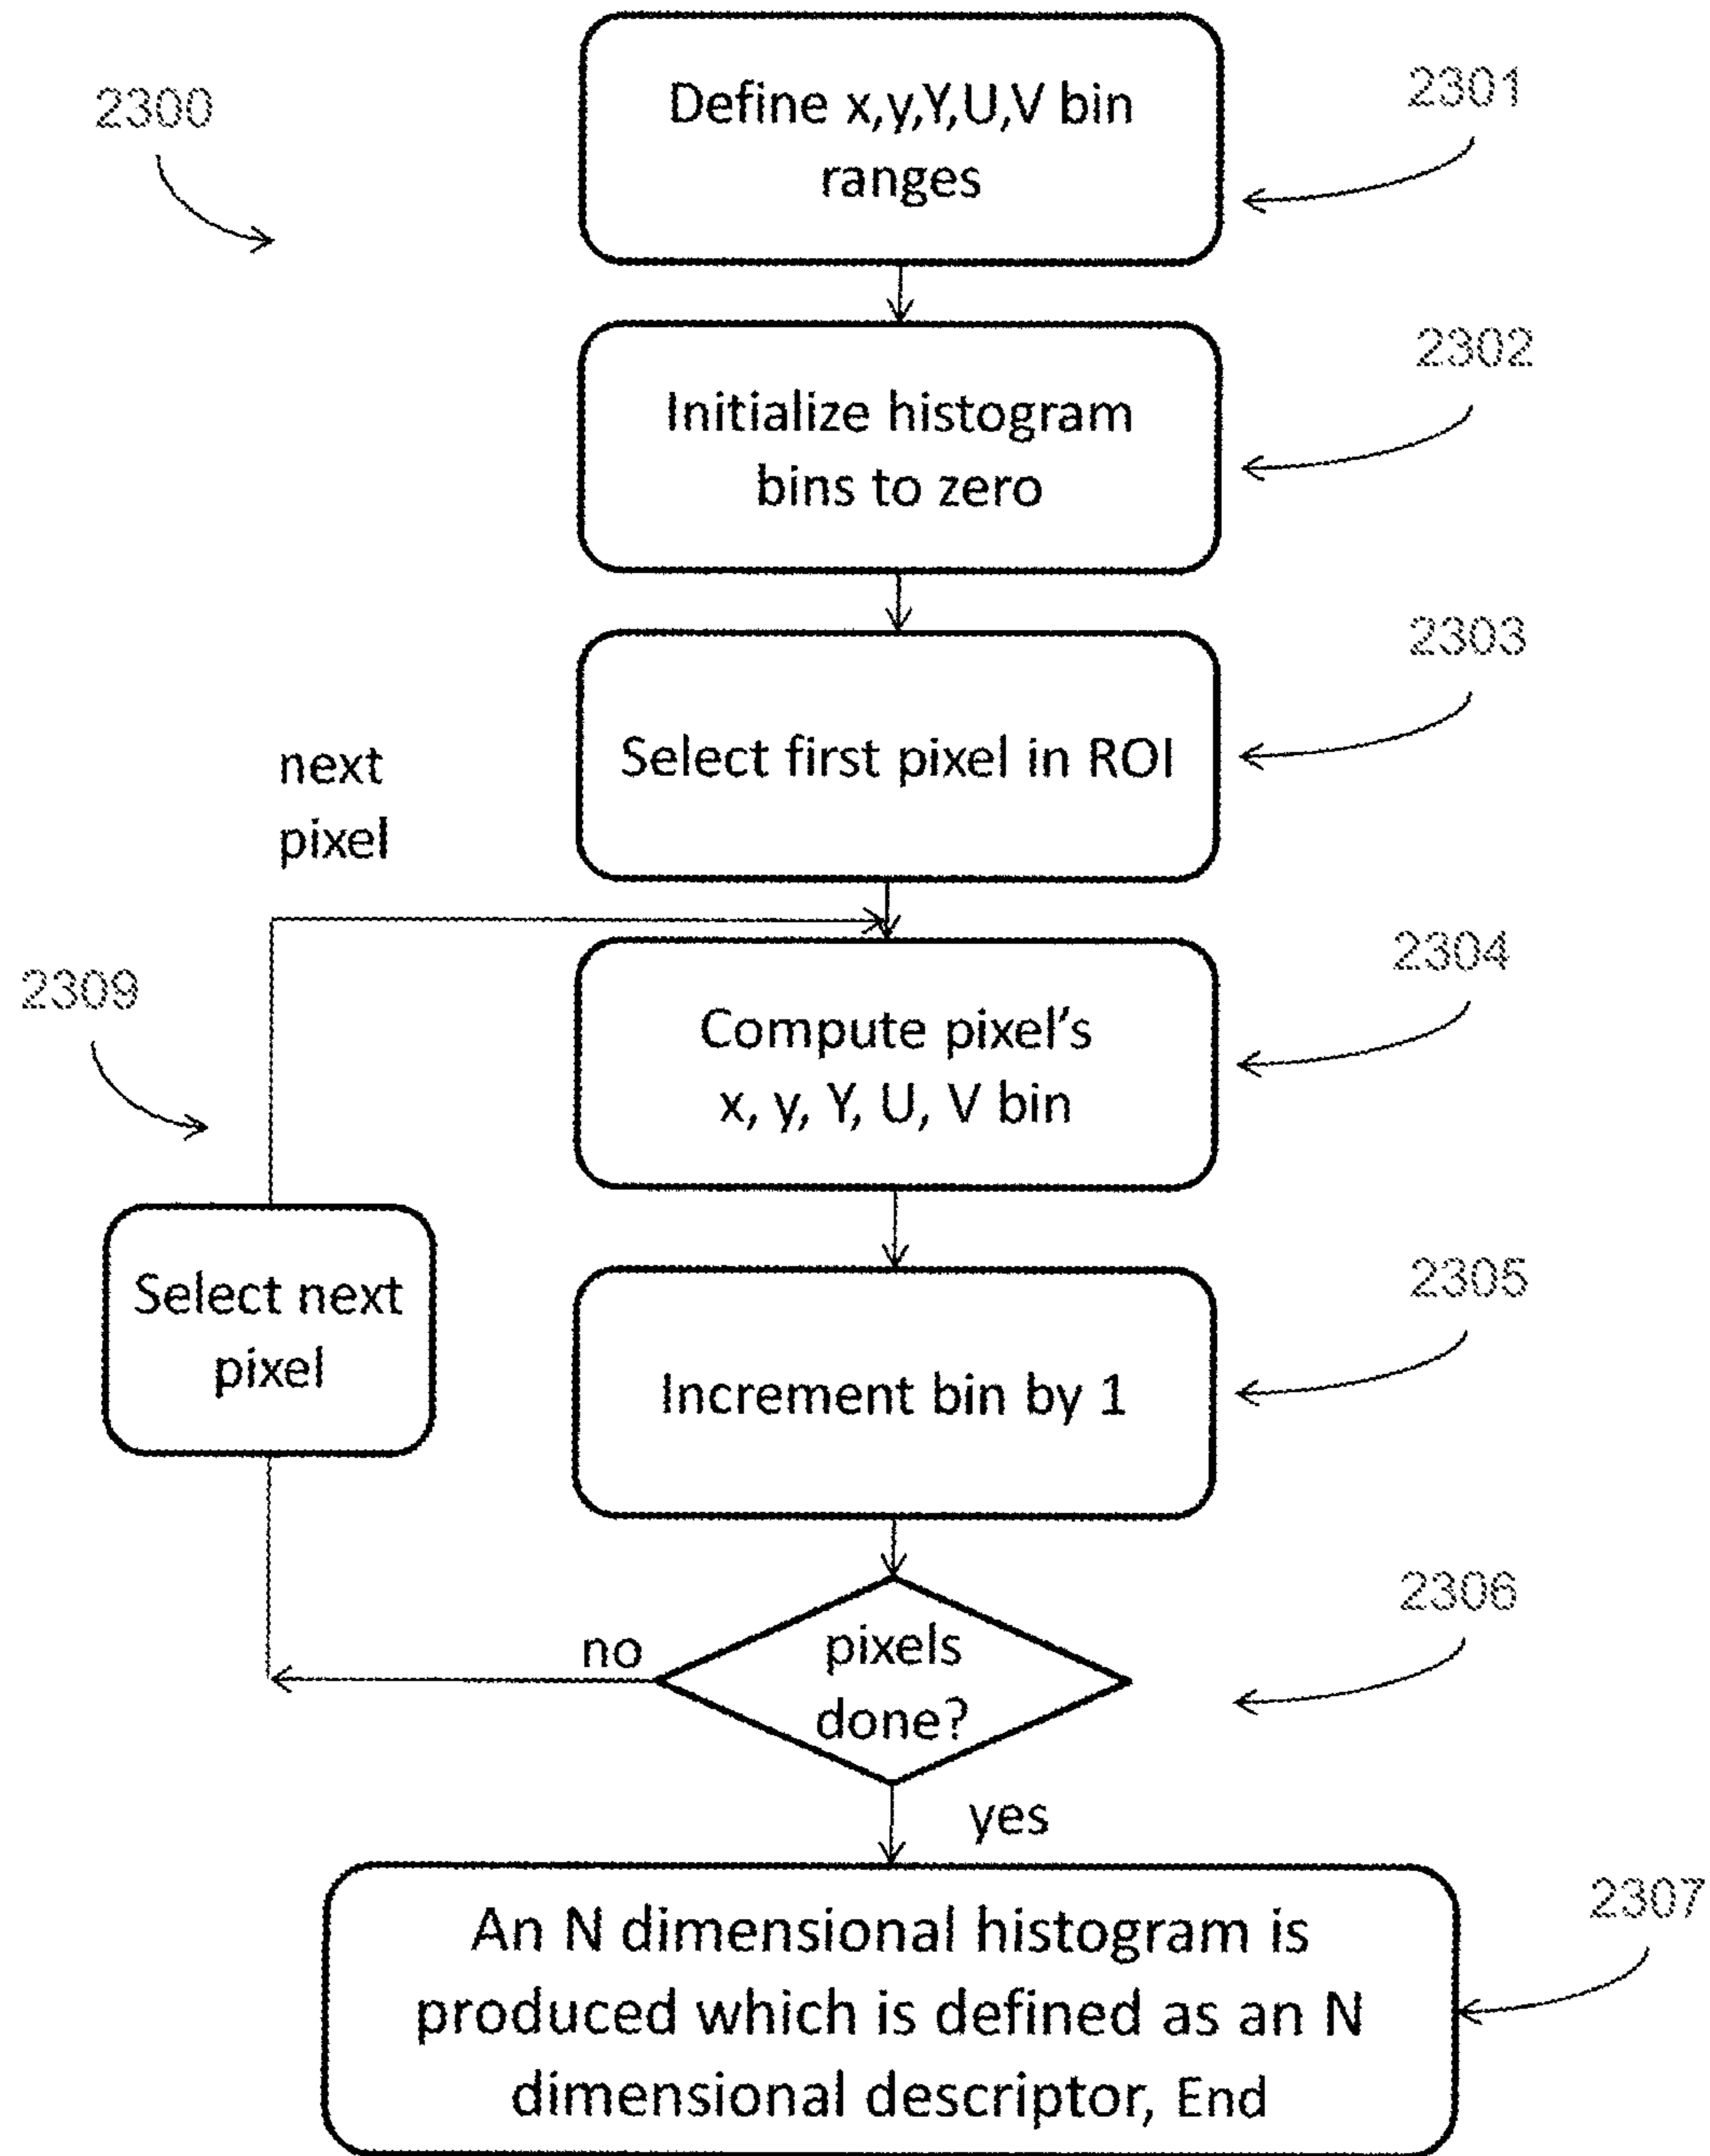 2300
Define x,y,Y,U,V bin
ranges
2301
Initialize histogram
bins to zero
2302
Select first pixel in ROI
2303
next
pixel
Compute pixel's
x, y, Y, U, V bin
2304
2309
Select next
pixel
Increment bin by 1
2305
pixels
done?
2306
no
yes
An N dimensional histogram is
produced which is defined as an N
dimensional descriptor, End
2307